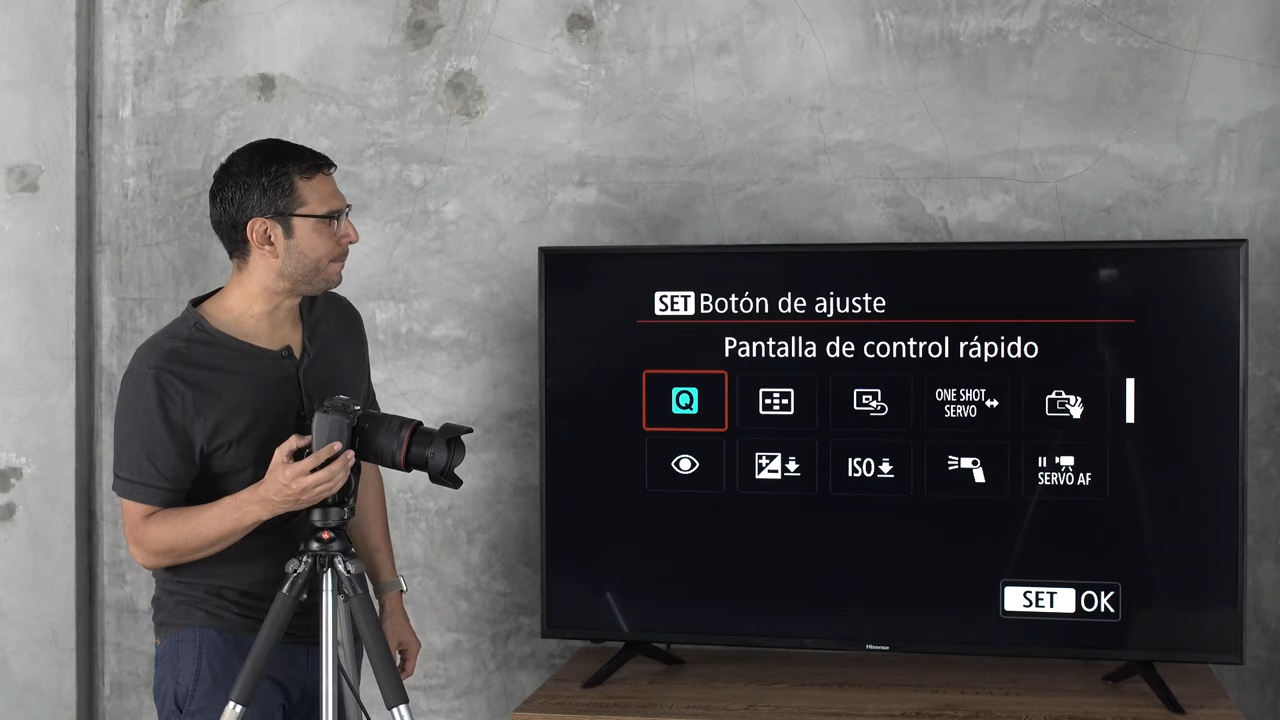 SET Botón de ajuste
Pantalla de control rápido
Q
ONE SHOT
SERVO
ISO
SERVO AF
SET OK
Hisense